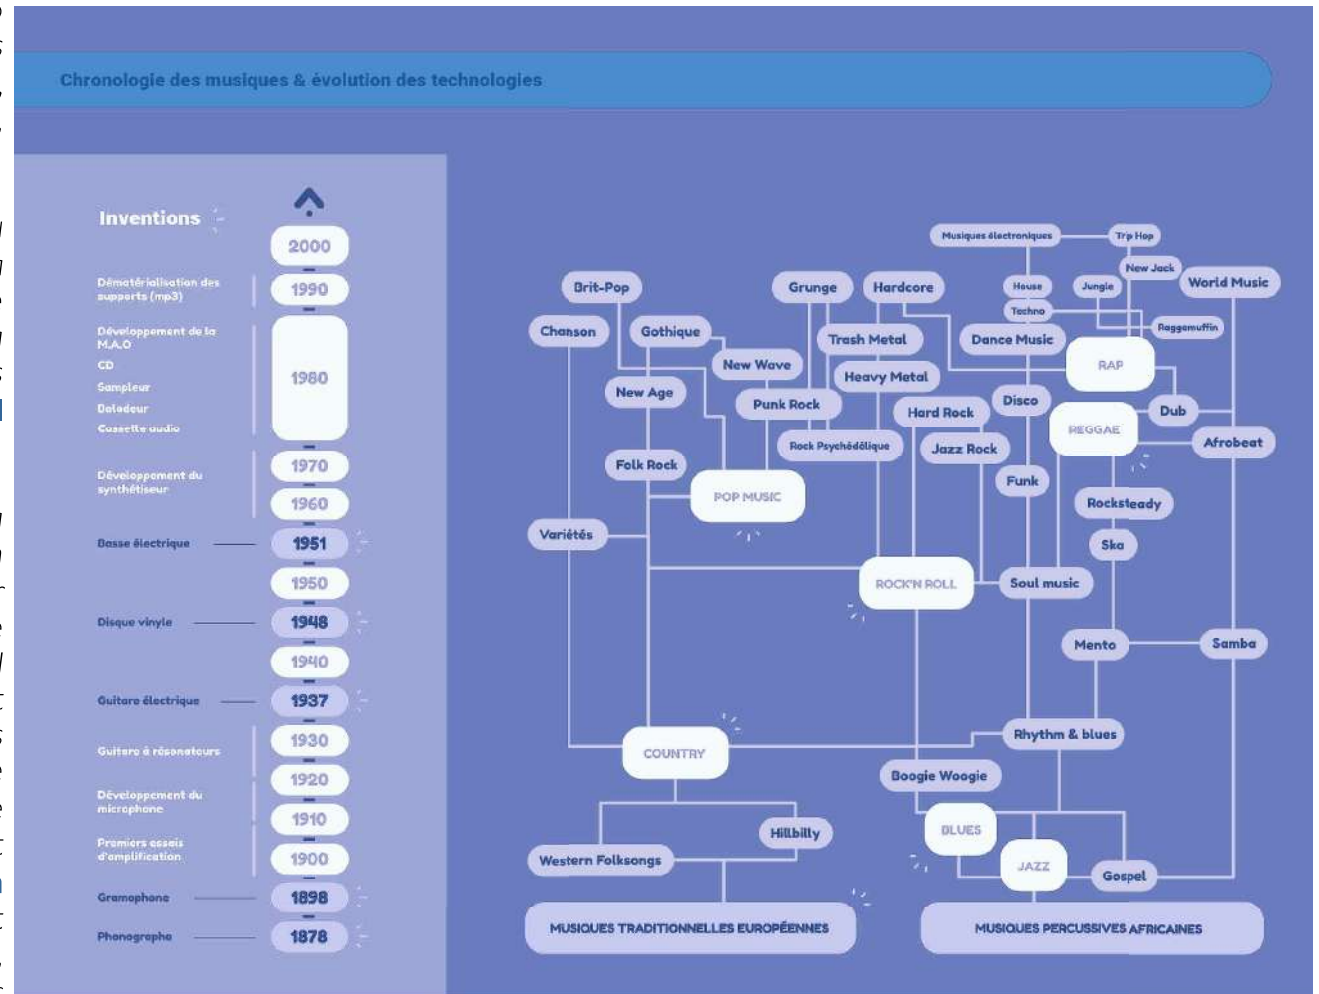 Chronologie des musiques & évolution des technologies
Inventions
2000
Dématérialisation des
supports (mp3)
1990
Développement de la
M.A.O
CD
Sampleur
Baladeur
Cassette audio
1980
Développement du
synthétiseur
1970
1960
Basse électrique
1951
1950
Disque vinyle
1948
1940
Guitare électrique
1937
Guitare à résonateurs
1930
1920
Développement du
microphone
1910
Premiers essais
d'amplification
1900
Gramophone
1898
Phonographe
1878
Musiques électroniques
Trip Hop
New Jack
World Music
Brit-Pop
Grunge
Hardcore
House
Jungle
Techno
Raggamuffin
Chanson
Gothique
Trash Metal
Dance Music
New Wave
RAP
Heavy Metal
New Age
Punk Rock
Disco
Hard Rock
Dub
REGGAE
Rock Psychédélique
Jazz Rock
Afrobeat
Folk Rock
Funk
POP MUSIC
Rocksteady
Variétés
Ska
ROCK'N ROLL
Soul music
Mento
Samba
Rhythm & blues
COUNTRY
Boogie Woogie
Hillbilly
BLUES
Western Folksongs
JAZZ
Gospel
MUSIQUES TRADITIONNELLES EUROPÉENNES
MUSIQUES PERCUSSIVES AFRICAINES